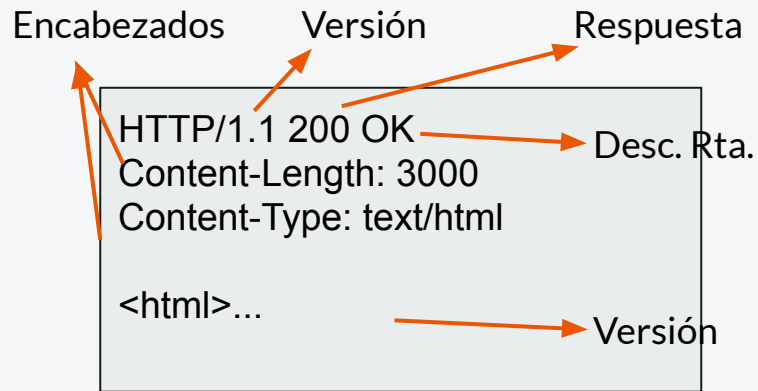 Encabezados Versión Respuesta
HTTP/1.1 200 OK
Desc. Rta.
Content-Length: 3000
Content-Type: text/html
<html>...
Versión